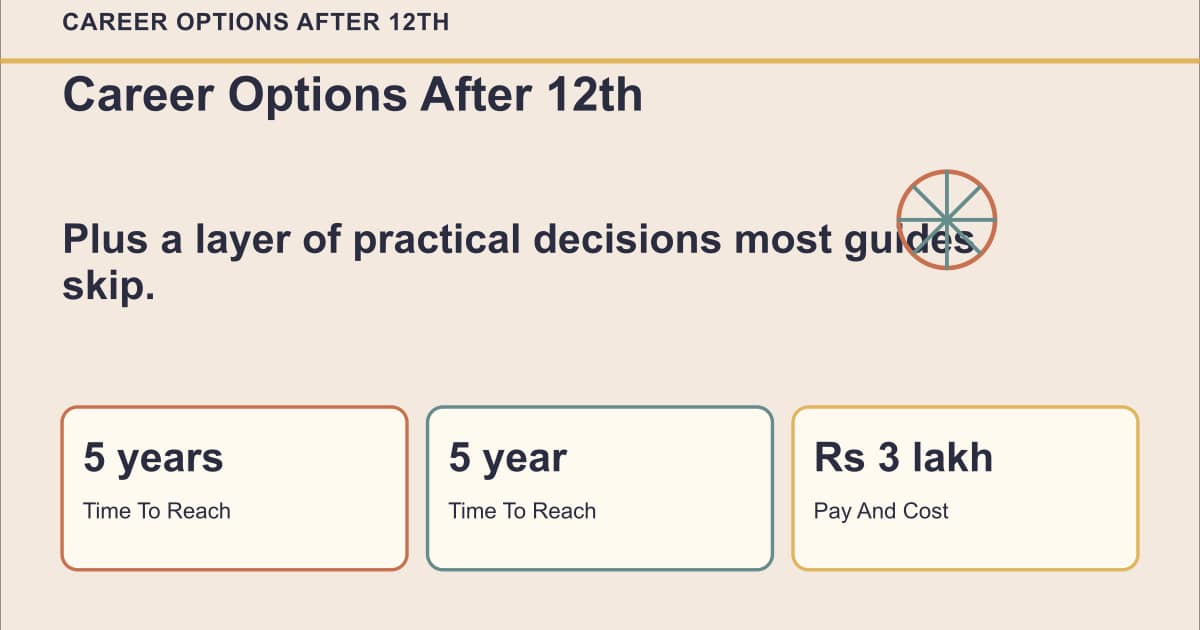 CAREER OPTIONS AFTER 12TH
Career Options After 12th
Plus a layer of practical decisions most guides
skip.
5 years
Time To Reach
5 year
Time To Reach
Rs 3 lakh
Pay And Cost